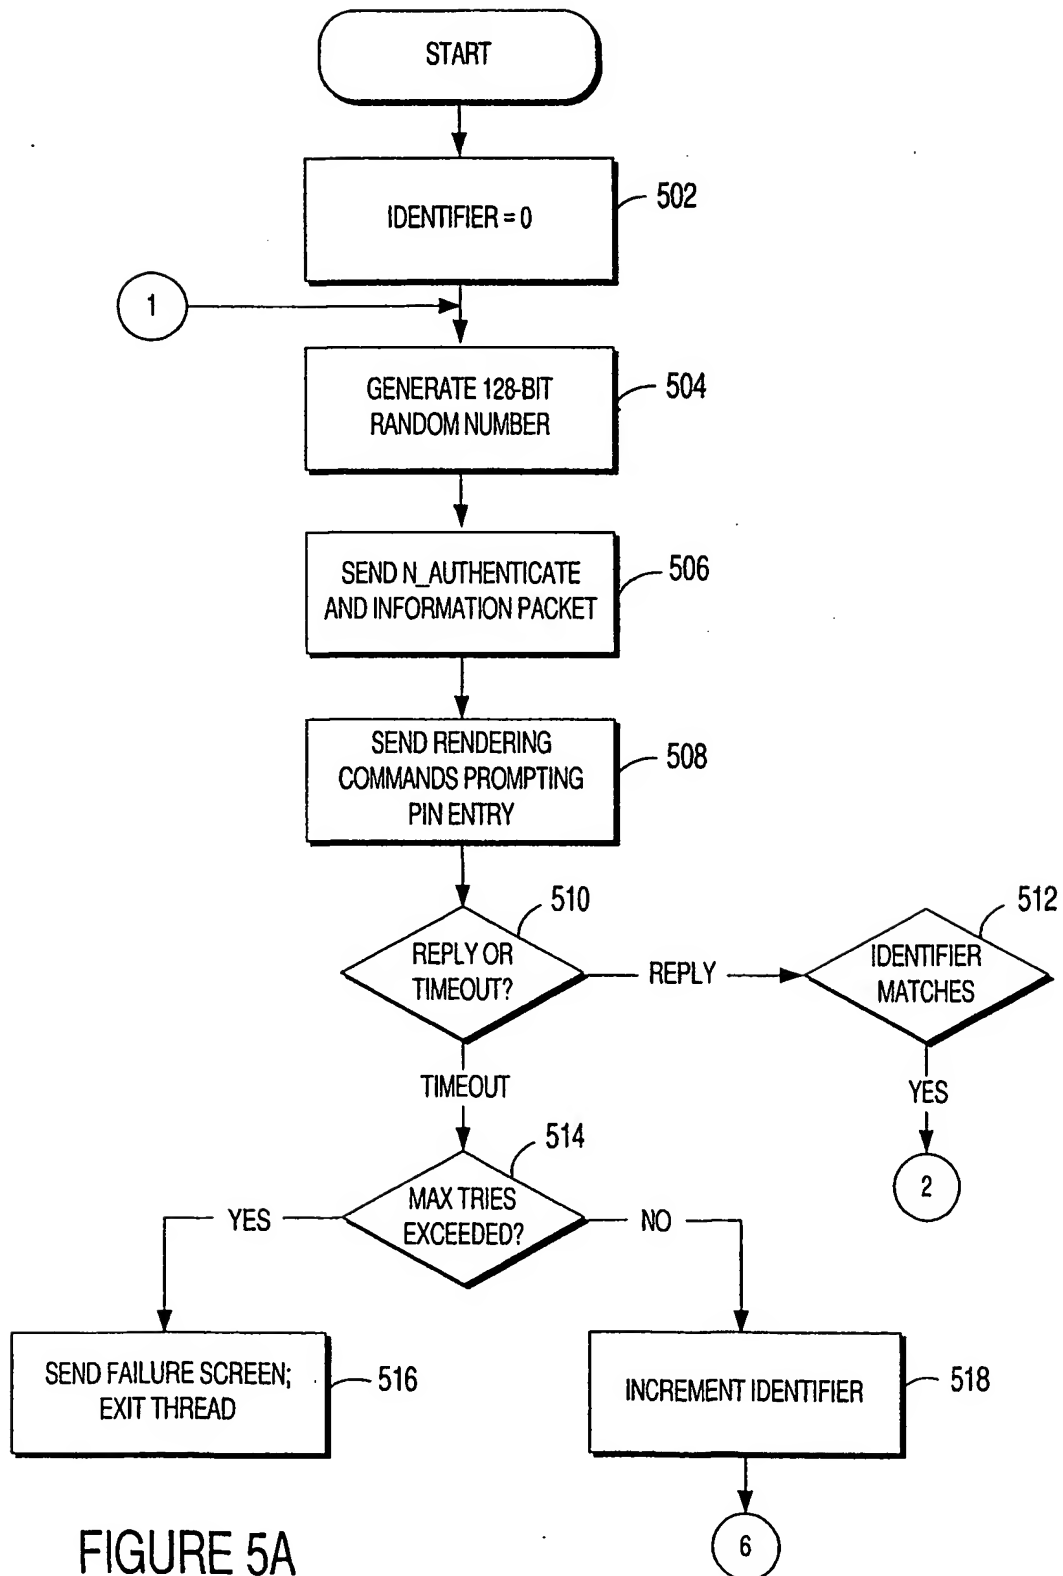 START
IDENTIFIER = 0
502
1
GENERATE 128-BIT
RANDOM NUMBER
504
SEND N_AUTHENTICATE
AND INFORMATION PACKET
506
SEND RENDERING
COMMANDS PROMPTING
PIN ENTRY
508
REPLY OR
TIMEOUT?
510
REPLY
IDENTIFIER
MATCHES
512
TIMEOUT
YES
2
MAX TRIES
EXCEEDED?
514
YES
NO
SEND FAILURE SCREEN;
EXIT THREAD
516
INCREMENT IDENTIFIER
518
6
FIGURE 5A